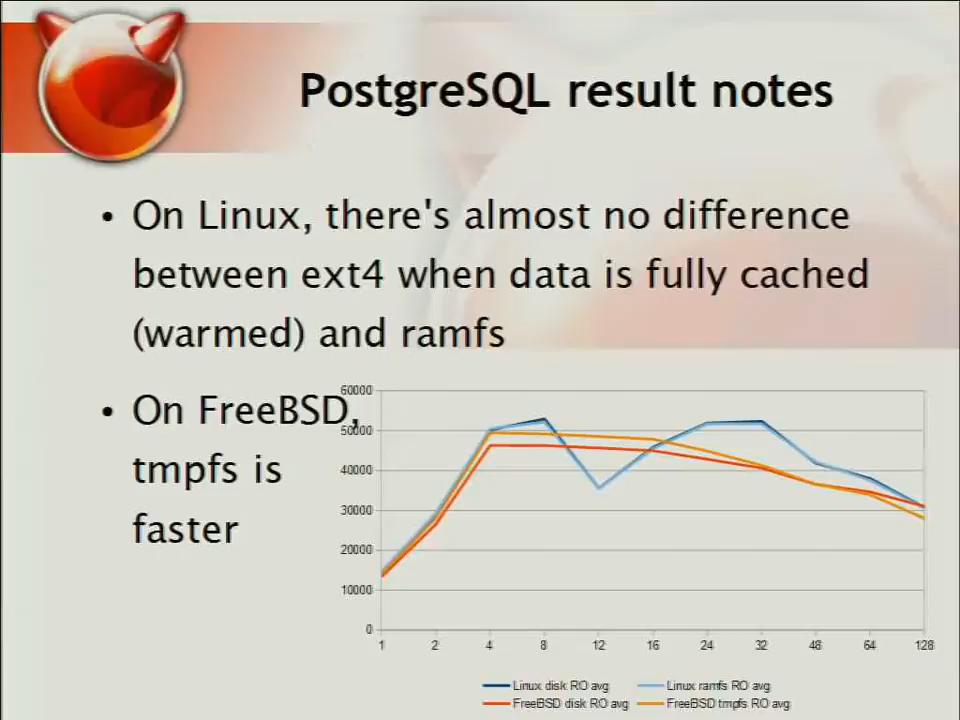 PostgreSQL result notes
• On Linux, there's almost no difference
between ext4 when data is fully cached
(warmed) and ramfs
• On FreeBSD,
tmpfs is
faster
60000
50000
40000
30000
20000
10000
0
1 2 4 8 12 16 24 32 48 64 128
Linux disk RO avg Linux ramfs RO avg
FreeBSD disk RO avg FreeBSD tmpfs RO avg